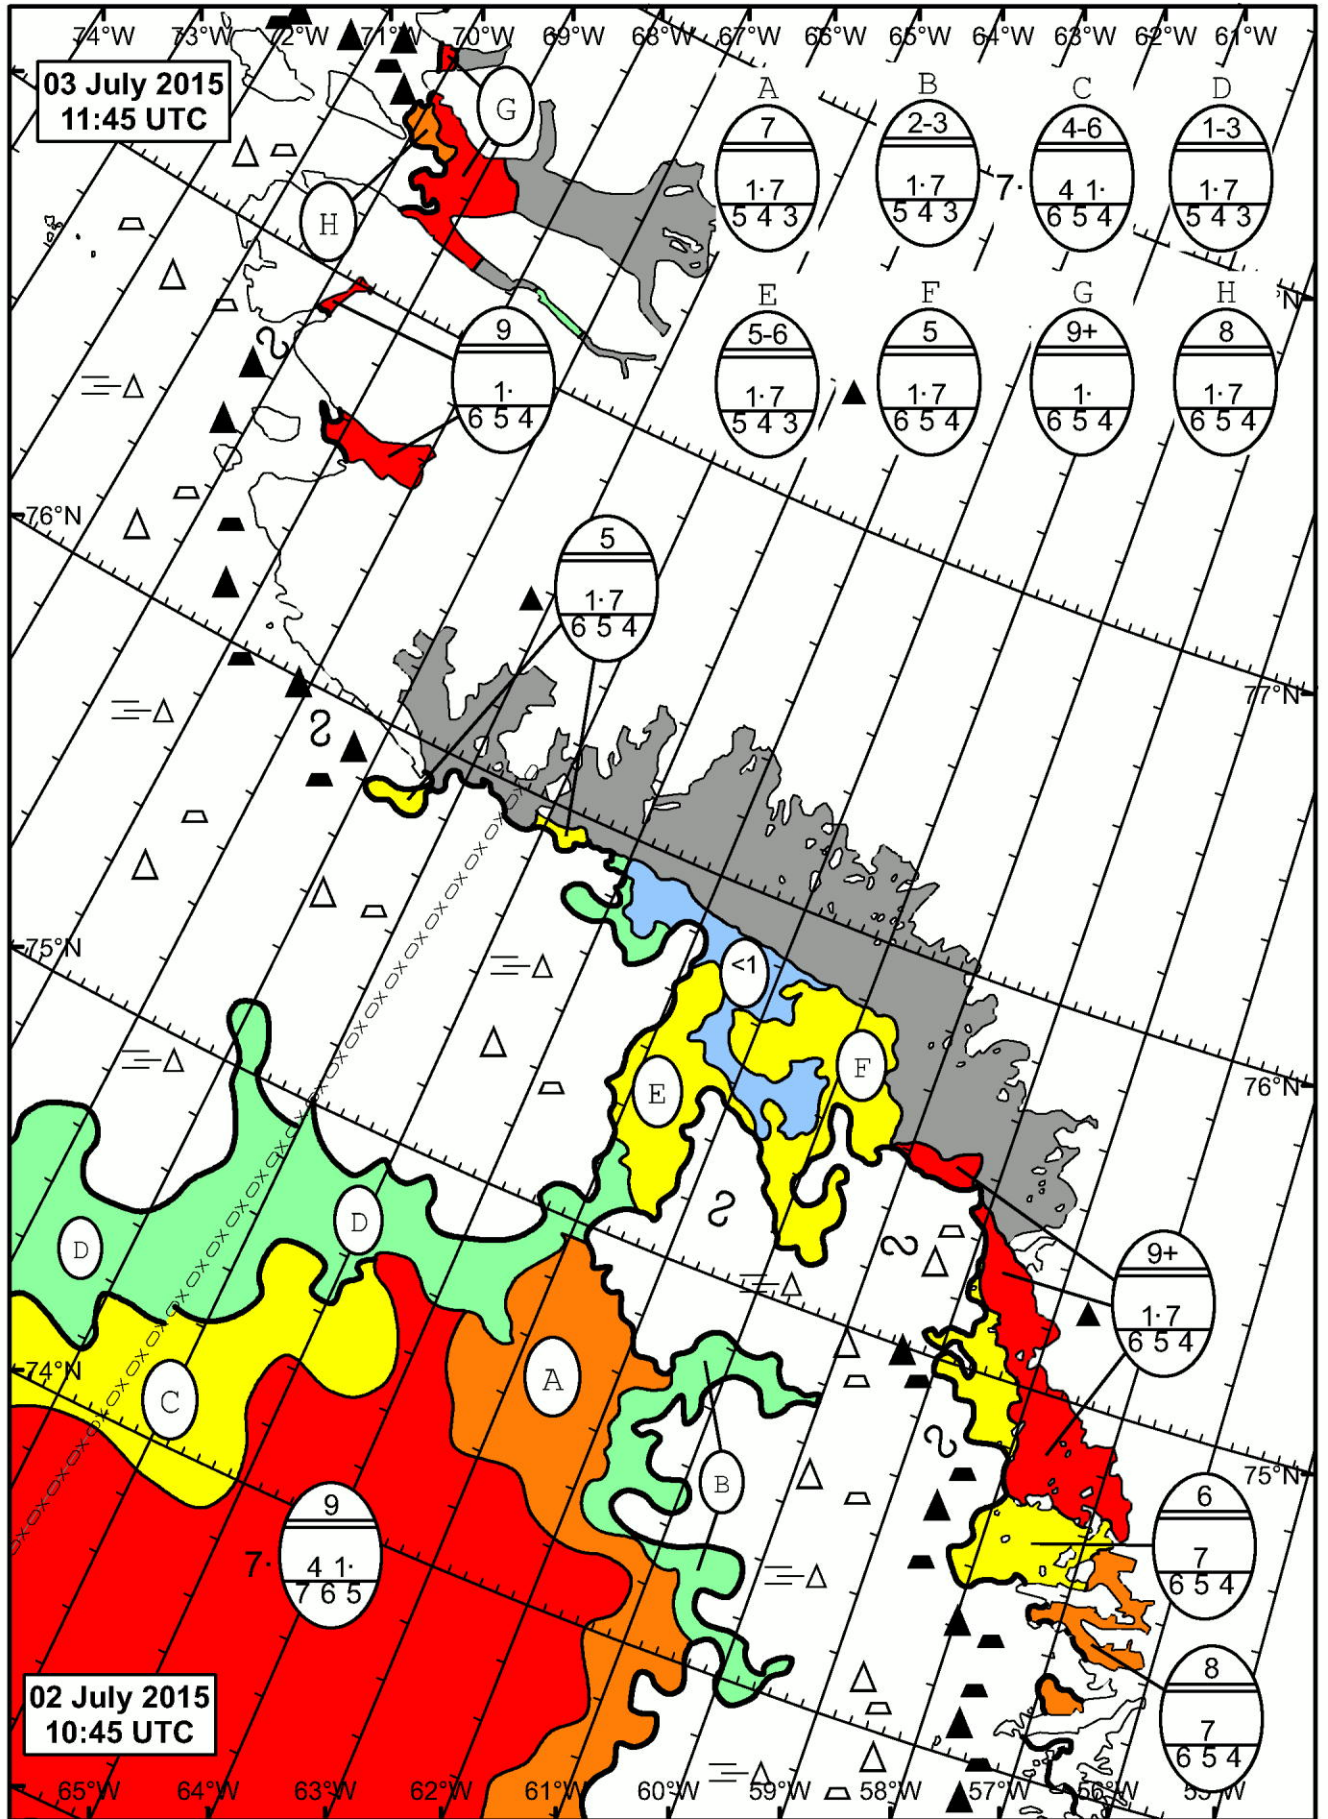 74°W 73°W 72°W 71°W 70°W 69°W 68°W 67°W 66°W 65°W 64°W 63°W 62°W 61°W
03 July 2015
11:45 UTC
G
H
A B C D
7 2-3 4-6 1-3
1·7 1·7 7· 4 1· 1·7
5 4 3 5 4 3 6 5 4 5 4 3
E F G H
5-6 5 9+ 8
1·7 1·7 1· 1·7
5 4 3 6 5 4 6 5 4 6 5 4
°N
9
1·
6 5 4
76°N
5
1·7
6 5 4
77°N
75°N
<1
E
F
76°N
D
D
9+
1·7
6 5 4
74°N
C
A
B
75°N
9
7· 4 1·
7 6 5
6
7
6 5 4
8
7
6 5 4
02 July 2015
10:45 UTC
65°W 64°W 63°W 62°W 61°W 60°W 59°W 58°W 57°W 56°W 55°W